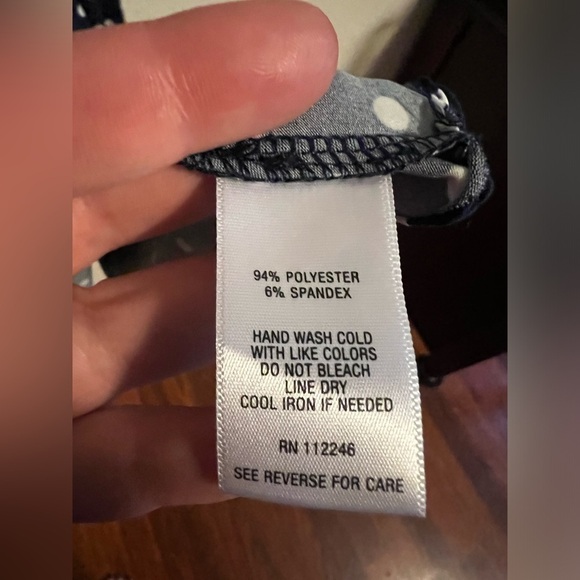 94% POLYESTER
6% SPANDEX
HAND WASH COLD
WITH LIKE COLORS
DO NOT BLEACH
LINE DRY
COOL IRON IF NEEDED
RN 112246
SEE REVERSE FOR CARE